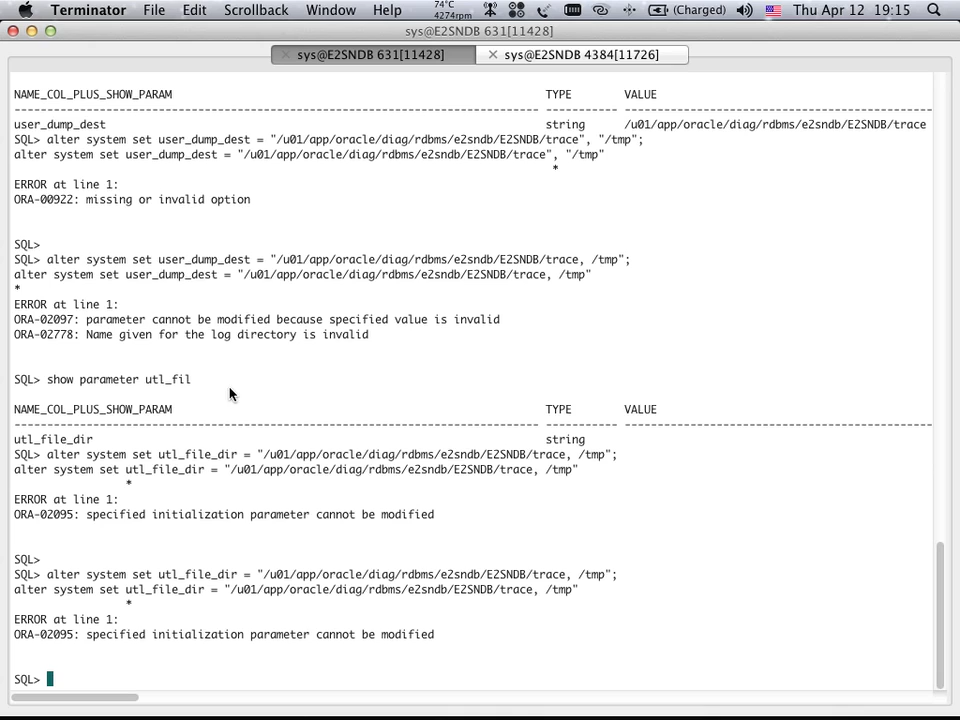 Terminator File Edit Scrollback Window Help 74°C 4274rpm (Charged) Thu Apr 12 19:15
sys@E2SNDB 631[11428]
sys@E2SNDB 631[11428] sys@E2SNDB 4384[11726]
NAME_COL_PLUS_SHOW_PARAM TYPE VALUE
------------------------------------------------------------------------------- ----------- ---------------------------------------------
user_dump_dest string /u01/app/oracle/diag/rdbms/e2sndb/E2SNDB/trace
SQL> alter system set user_dump_dest = "/u01/app/oracle/diag/rdbms/e2sndb/E2SNDB/trace", "/tmp";
alter system set user_dump_dest = "/u01/app/oracle/diag/rdbms/e2sndb/E2SNDB/trace", "/tmp"
*
ERROR at line 1:
ORA-00922: missing or invalid option
SQL>
SQL> alter system set user_dump_dest = "/u01/app/oracle/diag/rdbms/e2sndb/E2SNDB/trace, /tmp";
alter system set user_dump_dest = "/u01/app/oracle/diag/rdbms/e2sndb/E2SNDB/trace, /tmp"
*
ERROR at line 1:
ORA-02097: parameter cannot be modified because specified value is invalid
ORA-02778: Name given for the log directory is invalid
SQL> show parameter utl_fil
NAME_COL_PLUS_SHOW_PARAM TYPE VALUE
------------------------------------------------------------------------------- ----------- ---------------------------------------------
utl_file_dir string
SQL> alter system set utl_file_dir = "/u01/app/oracle/diag/rdbms/e2sndb/E2SNDB/trace, /tmp";
alter system set utl_file_dir = "/u01/app/oracle/diag/rdbms/e2sndb/E2SNDB/trace, /tmp"
*
ERROR at line 1:
ORA-02095: specified initialization parameter cannot be modified
SQL>
SQL> alter system set utl_file_dir = "/u01/app/oracle/diag/rdbms/e2sndb/E2SNDB/trace, /tmp";
alter system set utl_file_dir = "/u01/app/oracle/diag/rdbms/e2sndb/E2SNDB/trace, /tmp"
*
ERROR at line 1:
ORA-02095: specified initialization parameter cannot be modified
SQL>